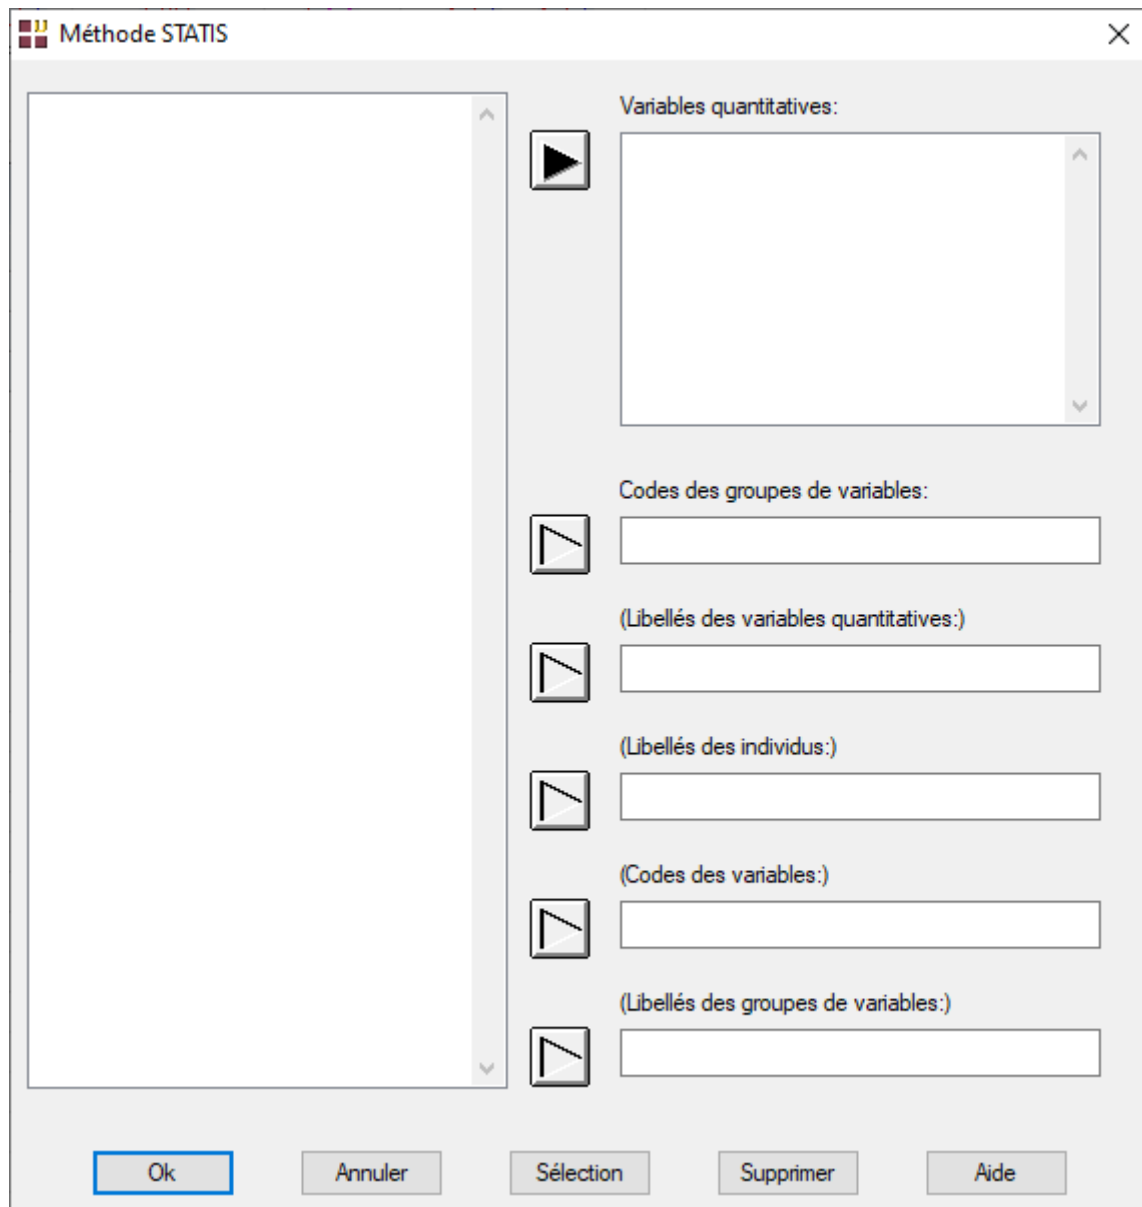 Méthode STATIS
Variables quantitatives:
Codes des groupes de variables:
(Libellés des variables quantitatives:)
(Libellés des individus:)
(Codes des variables:)
(Libellés des groupes de variables:)
Ok
Annuler
Sélection
Supprimer
Aide